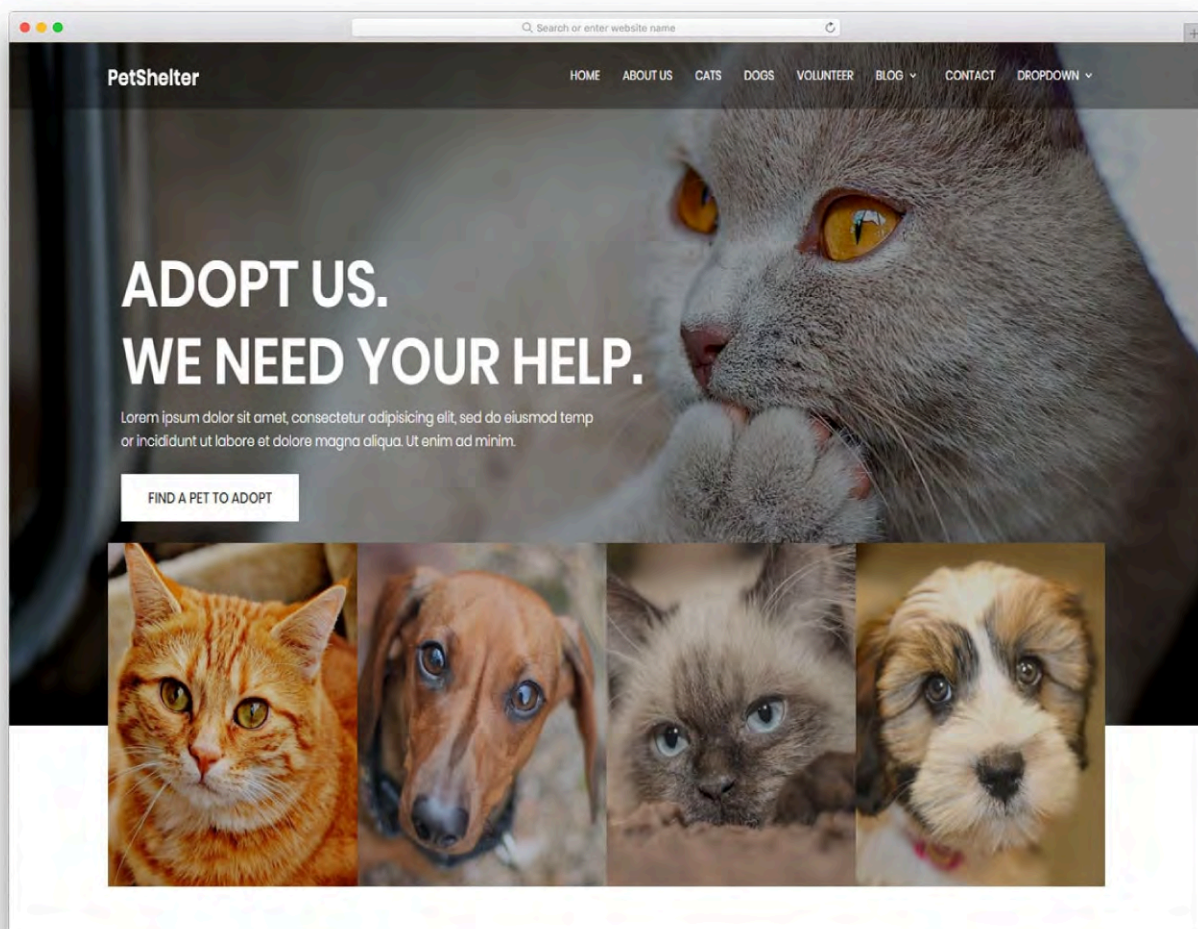 Search or enter website name
PetShelter
HOME ABOUT US CATS DOGS VOLUNTEER BLOG CONTACT DROPDOWN
ADOPT US.
WE NEED YOUR HELP.
Lorem ipsum dolor sit amet, consectetur adipisicing elit, sed do eiusmod temp
or incididunt ut labore et dolore magna aliqua. Ut enim ad minim.
FIND A PET TO ADOPT